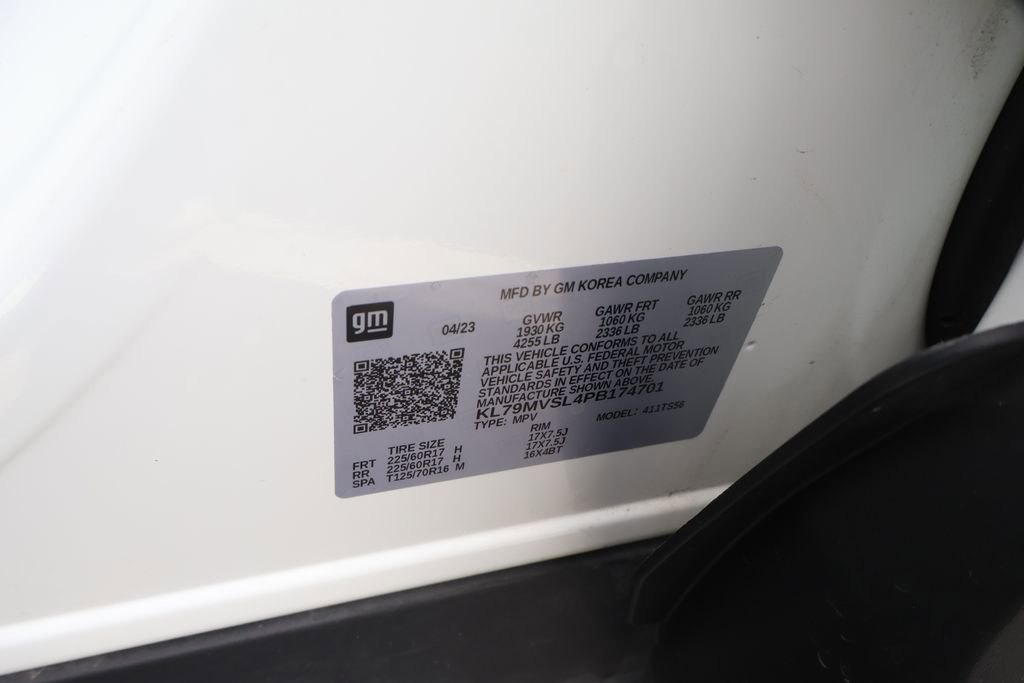 MFD BY GM KOREA COMPANY
gm
04/23
GVWR GAWR FRT GAWR RR
1930 KG 1060 KG 1060 KG
4255 LB 2336 LB 2336 LB
THIS VEHICLE CONFORMS TO ALL
APPLICABLE U.S. FEDERAL MOTOR
VEHICLE SAFETY AND THEFT PREVENTION
STANDARDS IN EFFECT ON THE DATE OF
MANUFACTURE SHOWN ABOVE.
KL79MVSL4PB174701
TYPE: MPV MODEL: 411TS56
TIRE SIZE RIM
FRT 225/60R17 H 17X7.5J
RR 225/60R17 H 17X7.5J
SPA T125/70R16 M 16X4BT